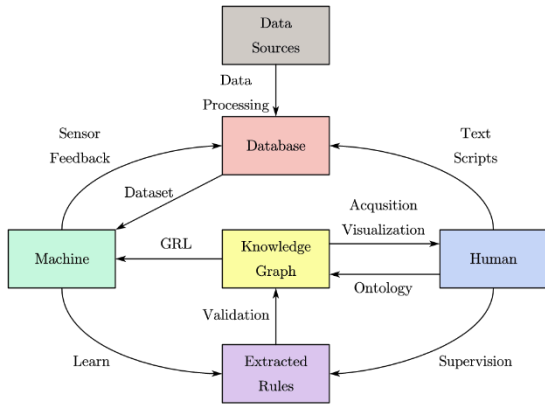 Data
Sources
Data
Processing
Sensor
Feedback
Database
Text
Scripts
Dataset
Acqusition
Visualization
Machine
GRL
Knowledge
Graph
Human
Ontology
Validation
Learn
Extracted
Rules
Supervision